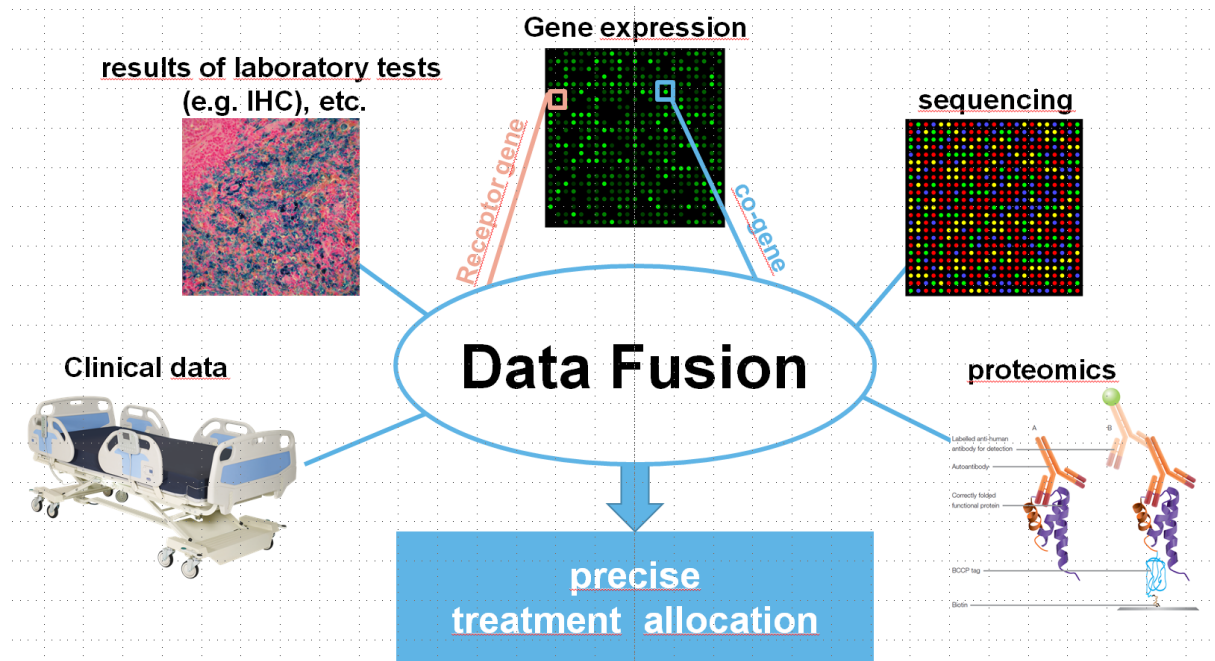 Gene expression
results of laboratory tests
(e.g. IHC), etc.
sequencing
Receptor gene
co-gene
Data Fusion
Clinical data
proteomics
A
B
Labelled anti-human
antibody for detection
Autoantibody
Correctly folded
functional protein
BCCP tag
Biotin
precise
treatment allocation